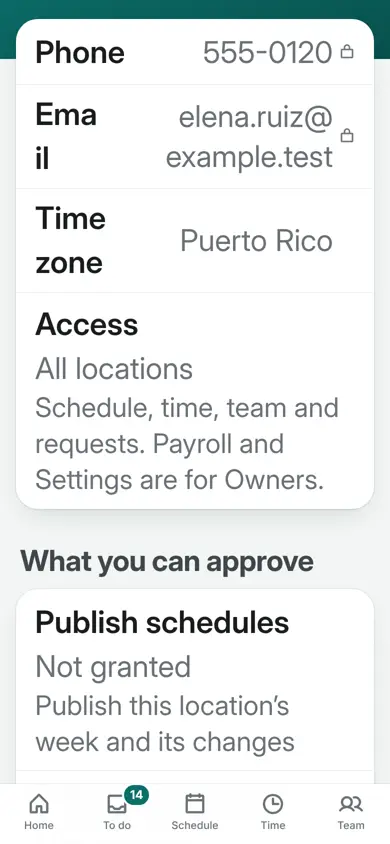 Phone
555-0120
Ema
il
elena.ruiz@
example.test
Time
zone
Puerto Rico
Access
All locations
Schedule, time, team and
requests. Payroll and
Settings are for Owners.
What you can approve
Publish schedules
Not granted
Publish this location’s
week and its changes
14
Home
To do
Schedule
Time
Team